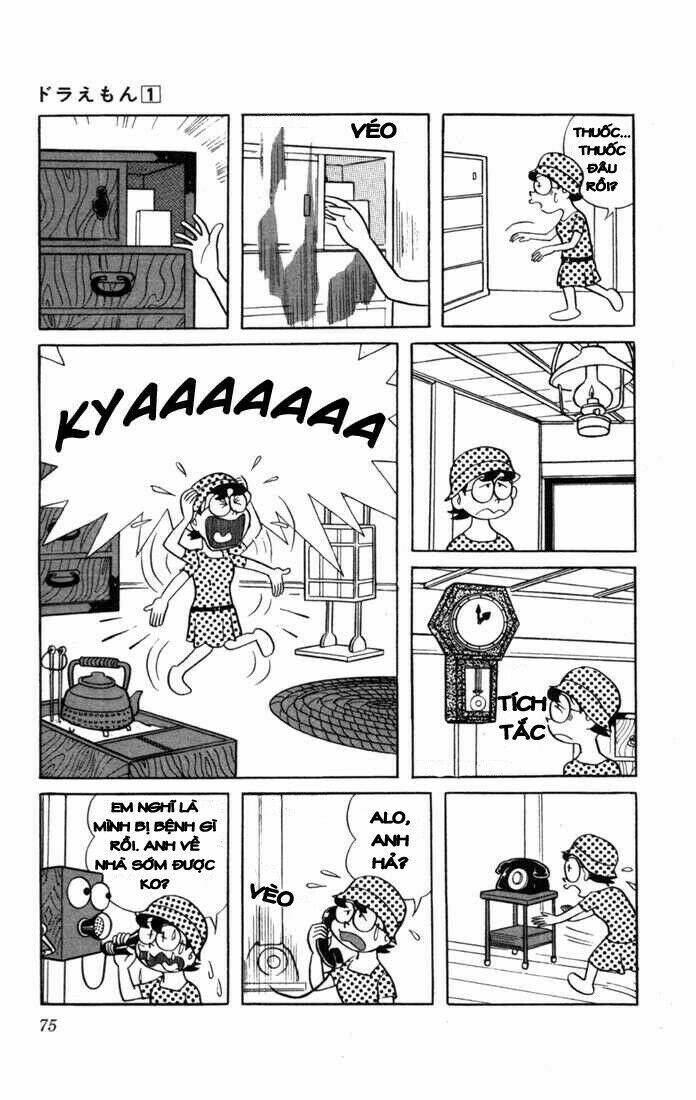 ドラえもん1
THUỐC...
THUỐC
ĐÂU
RỒI?
VÉO
KYAAAAAAA
TÍCH
TẮC
ALO,
ANH
HẢ?
VÈO
EM NGHĨ LÀ
MÌNH BỊ BỆNH GÌ
RỒI. ANH VỀ
NHÀ SỚM ĐƯỢC
KO?
75